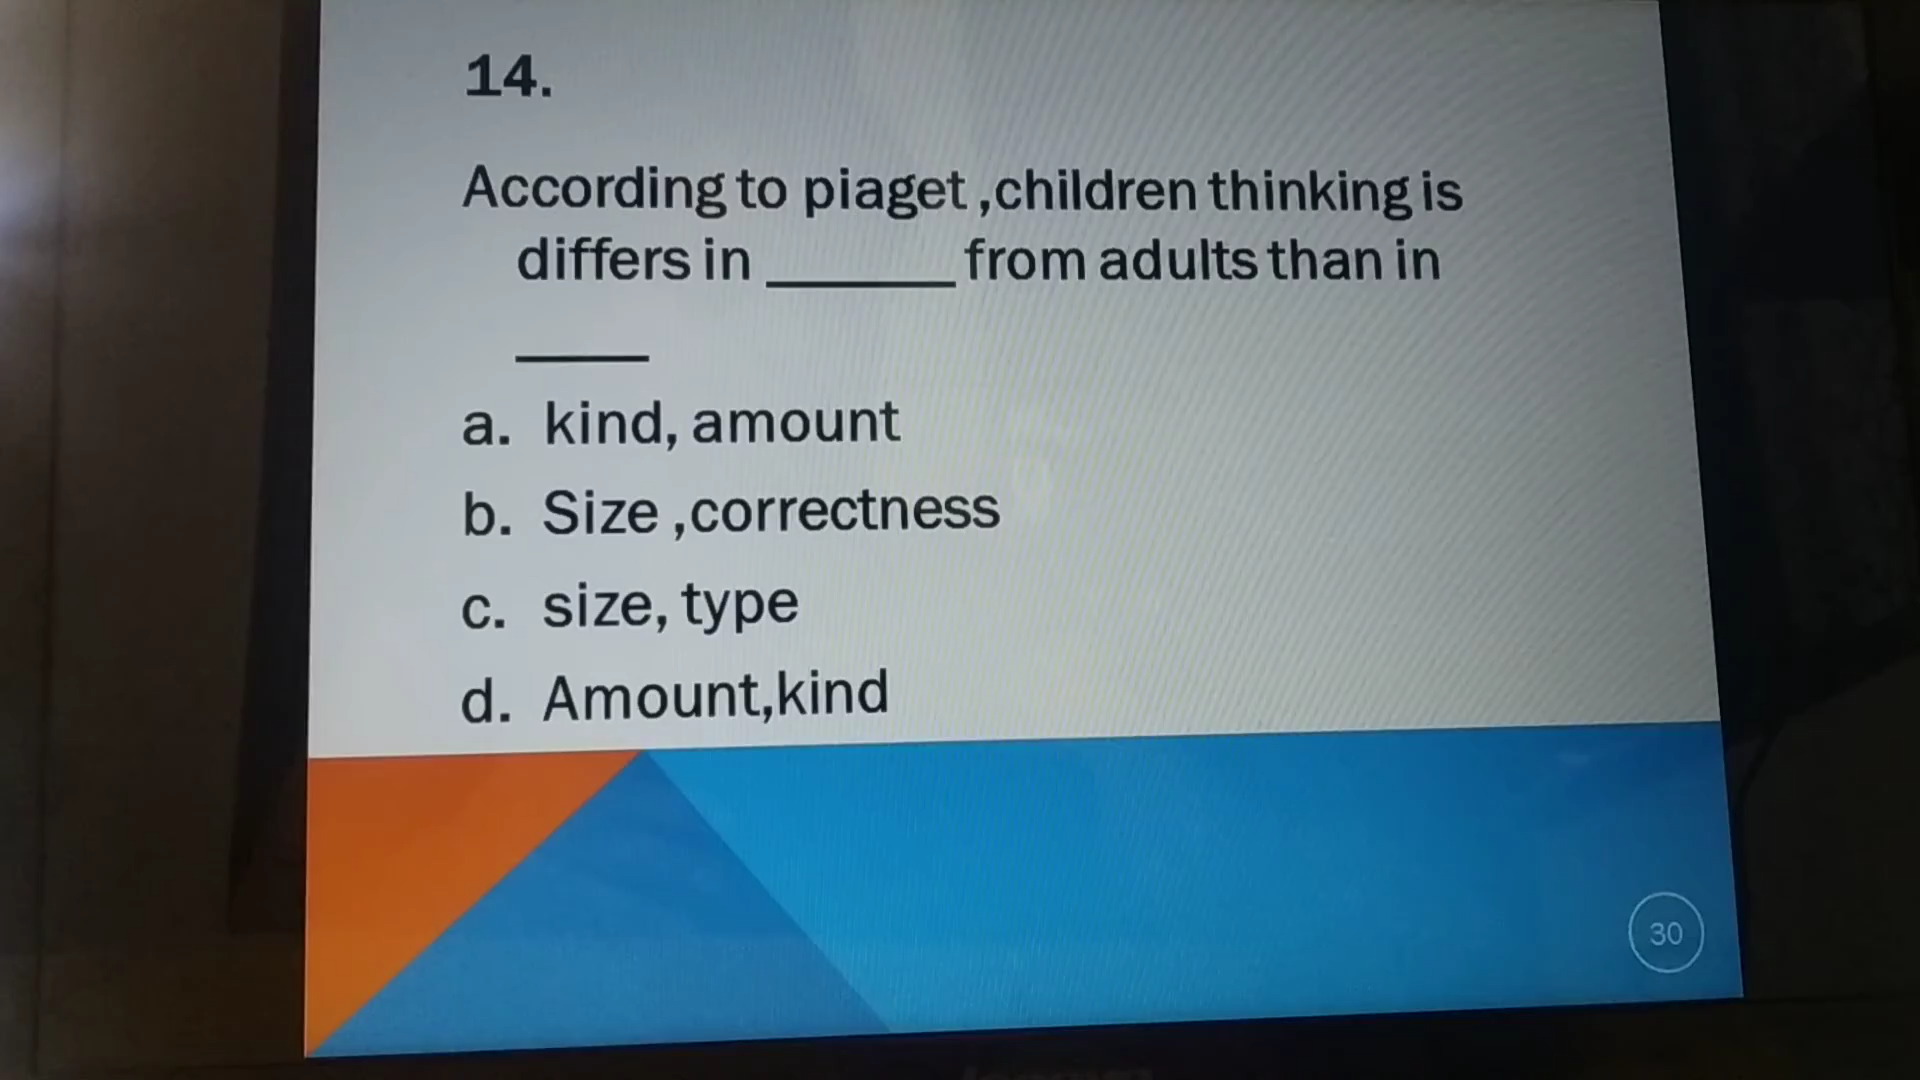 14.
According to piaget ,children thinking is
differs in _______ from adults than in
_____
a. kind, amount
b. Size ,correctness
c. size, type
d. Amount,kind
30